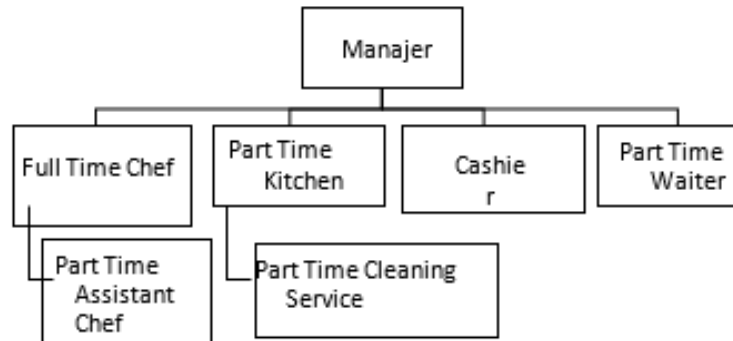 Manajer
Full Time Chef
Part Time
Kitchen
Cashie
r
Part Time
Waiter
Part Time
Assistant
Chef
Part Time Cleaning
Service